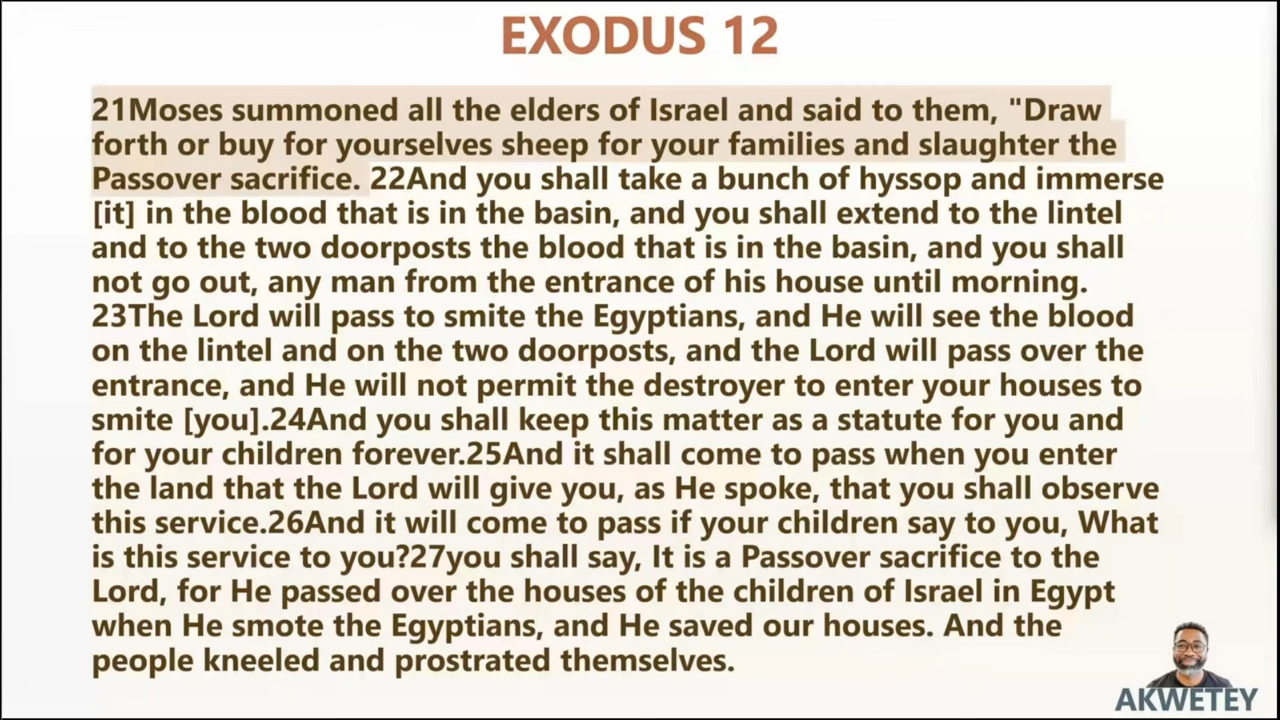 EXODUS 12
21Moses summoned all the elders of Israel and said to them, "Draw
forth or buy for yourselves sheep for your families and slaughter the
Passover sacrifice. 22And you shall take a bunch of hyssop and immerse
[it] in the blood that is in the basin, and you shall extend to the lintel
and to the two doorposts the blood that is in the basin, and you shall
not go out, any man from the entrance of his house until morning.
23The Lord will pass to smite the Egyptians, and He will see the blood
on the lintel and on the two doorposts, and the Lord will pass over the
entrance, and He will not permit the destroyer to enter your houses to
smite [you].24And you shall keep this matter as a statute for you and
for your children forever.25And it shall come to pass when you enter
the land that the Lord will give you, as He spoke, that you shall observe
this service.26And it will come to pass if your children say to you, What
is this service to you?27you shall say, It is a Passover sacrifice to the
Lord, for He passed over the houses of the children of Israel in Egypt
when He smote the Egyptians, and He saved our houses. And the
people kneeled and prostrated themselves.
AKWETEY